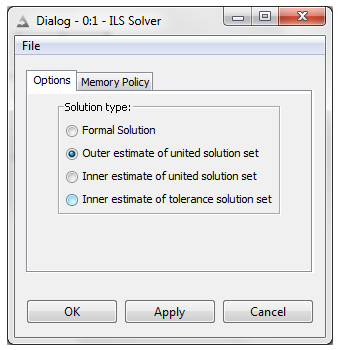 Dialog - 0:1 - ILS Solver
File
Options Memory Policy
Solution type:
Formal Solution
Outer estimate of united solution set
Inner estimate of united solution set
Inner estimate of tolerance solution set
OK Apply Cancel